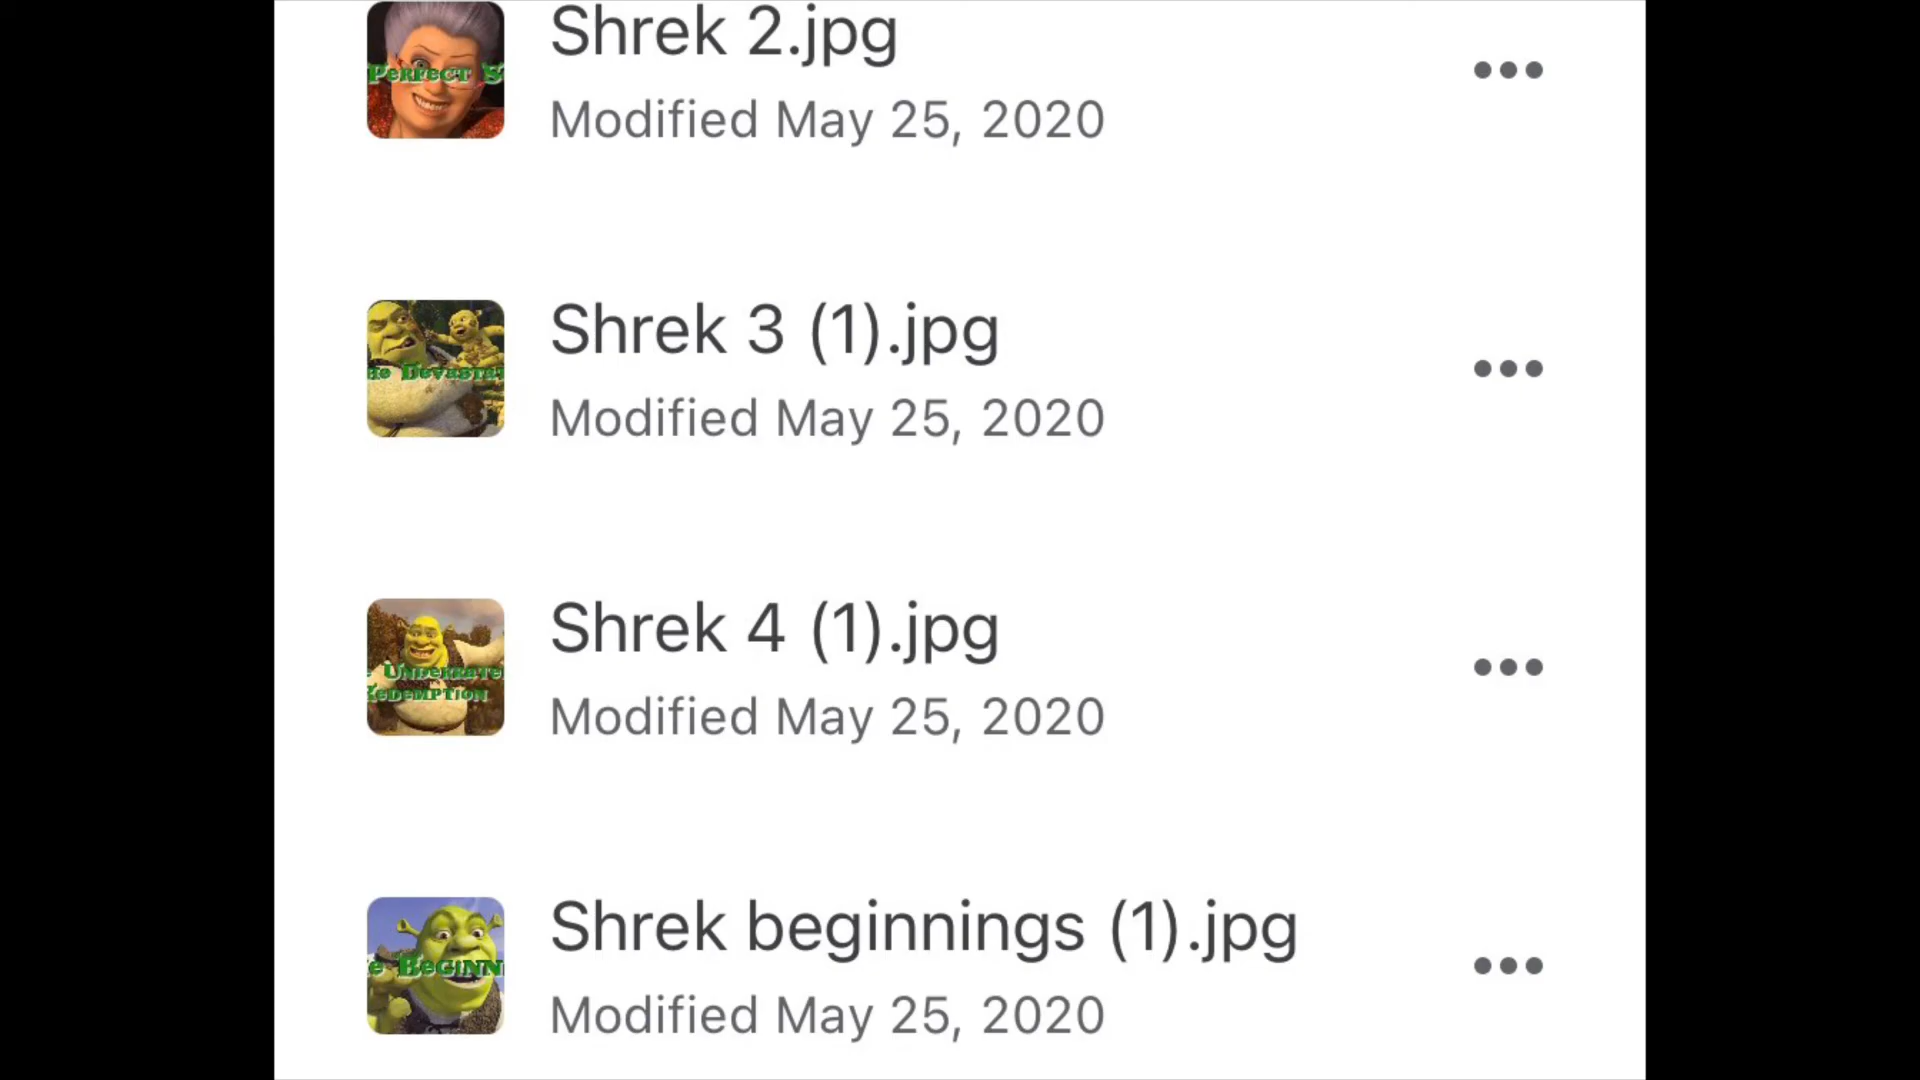 Shrek 2.jpg
Perfect
Modified May 25, 2020
Shrek 3 (1).jpg
Modified May 25, 2020
Shrek 4 (1).jpg
Modified May 25, 2020
Shrek beginnings (1).jpg
Modified May 25, 2020